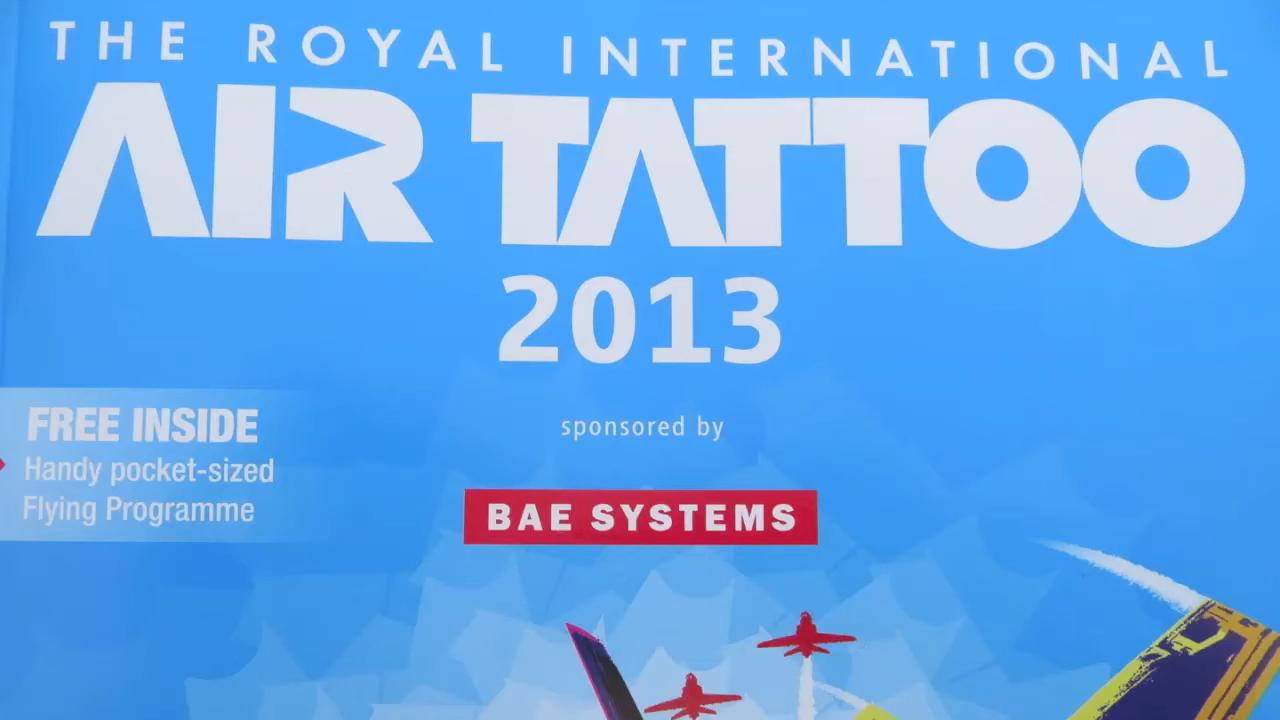 THE ROYAL INTERNATIONAL
AIR TATTOO
2013
sponsored by
BAE SYSTEMS
FREE INSIDE
Handy pocket-sized
Flying Programme